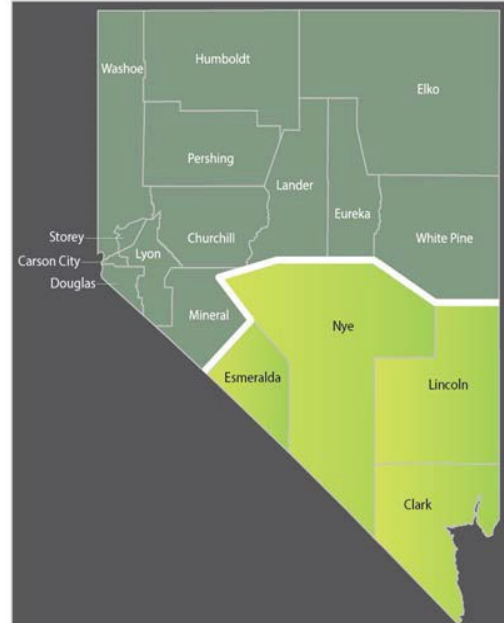 Humboldt
Washoe
Elko
Pershing
Lander
Eureka
Storey
Lyon
Churchill
White Pine
Carson City
Douglas
Mineral
Nye
Esmeralda
Lincoln
Clark